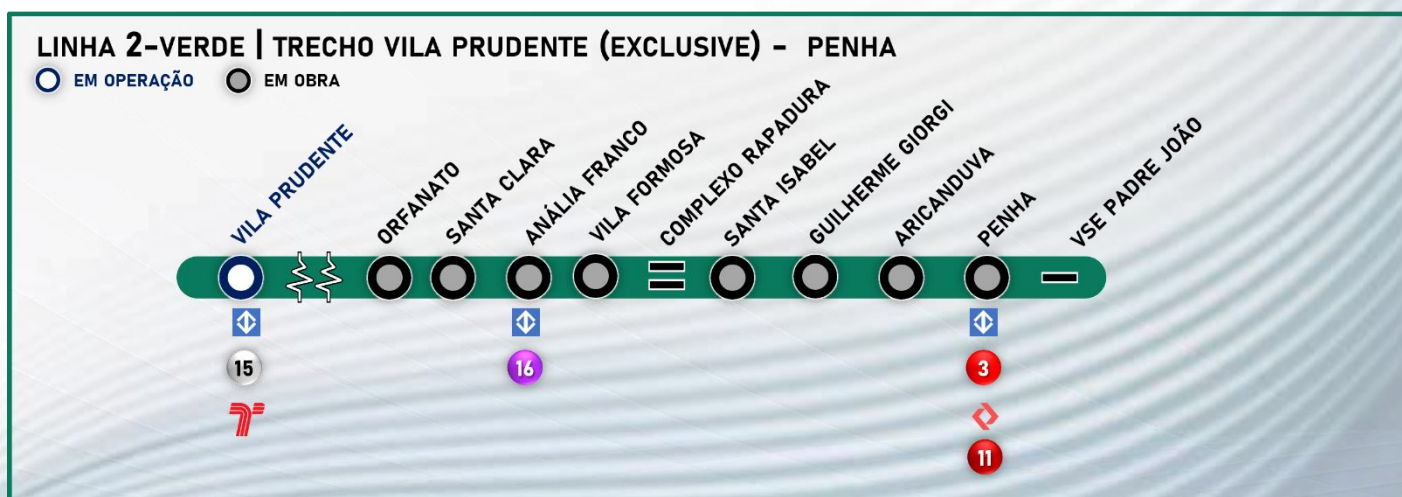 LINHA 2-VERDE | TRECHO VILA PRUDENTE (EXCLUSIVE) - PENHA
EM OPERAÇÃO EM OBRA
VILA PRUDENTE
ORFANATO
SANTA CLARA
ANÁLIA FRANCO
VILA FORMOSA
COMPLEXO RAPADURA
SANTA ISABEL
GUILHERME GIORGI
ARICANDUVA
PENHA
VSE PADRE JOÃO
15 16 3
11